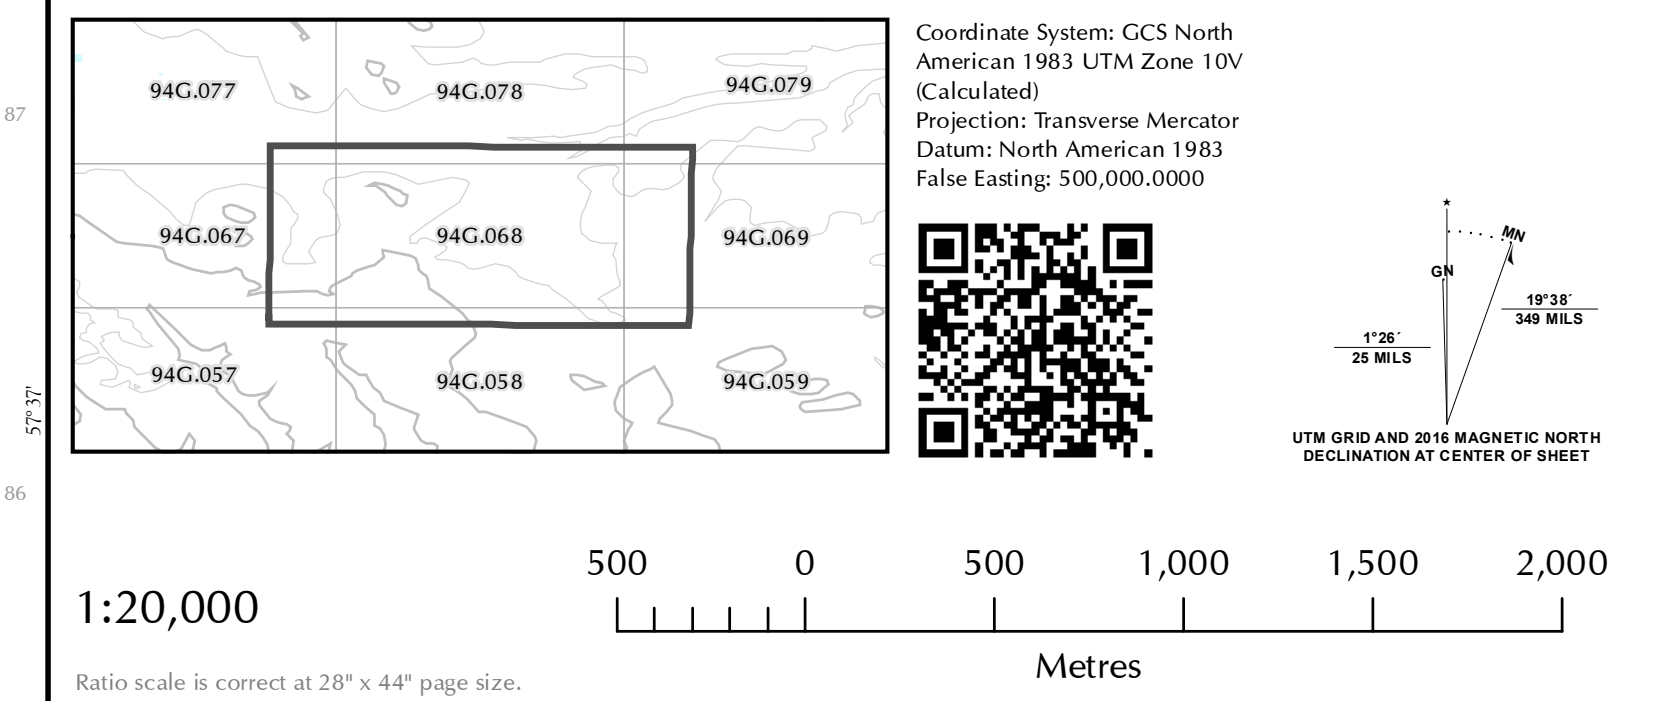 87
57°37'
86
94G.077
94G.078
94G.079
94G.067
94G.068
94G.069
94G.057
94G.058
94G.059
Coordinate System: GCS North
American 1983 UTM Zone 10V
(Calculated)
Projection: Transverse Mercator
Datum: North American 1983
False Easting: 500,000.0000
MN
GN
19°38´
349 MILS
1°26´
25 MILS
UTM GRID AND 2016 MAGNETIC NORTH
DECLINATION AT CENTER OF SHEET
1:20,000
Ratio scale is correct at 28" x 44" page size.
500 0 500 1,000 1,500 2,000
Metres